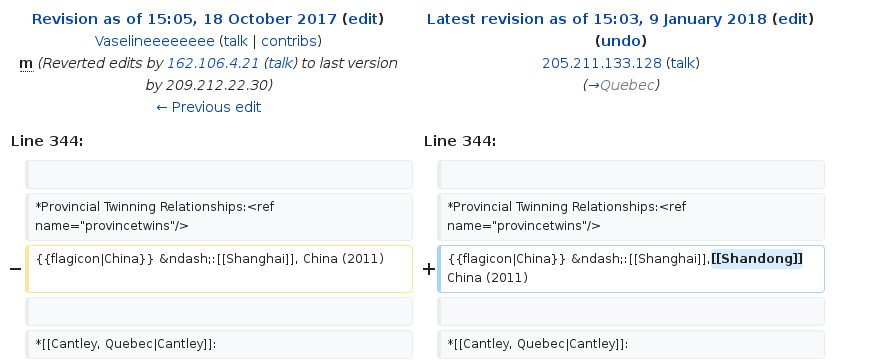 Revision as of 15:05, 18 October 2017 (edit)
Vaselineeeeeeee (talk | contribs)
m (Reverted edits by 162.106.4.21 (talk) to last version
by 209.212.22.30)
← Previous edit
Latest revision as of 15:03, 9 January 2018 (edit)
(undo)
205.211.133.128 (talk)
(→Quebec)
Line 344:
Line 344:
*Provincial Twinning Relationships:<ref
name="provincetwins"/>
*Provincial Twinning Relationships:<ref
name="provincetwins"/>
− {{flagicon|China}} &ndash;:[[Shanghai]], China (2011)
+ {{flagicon|China}} &ndash;:[[Shanghai]],[[Shandong]]
China (2011)
*[[Cantley, Quebec|Cantley]]:
*[[Cantley, Quebec|Cantley]]: